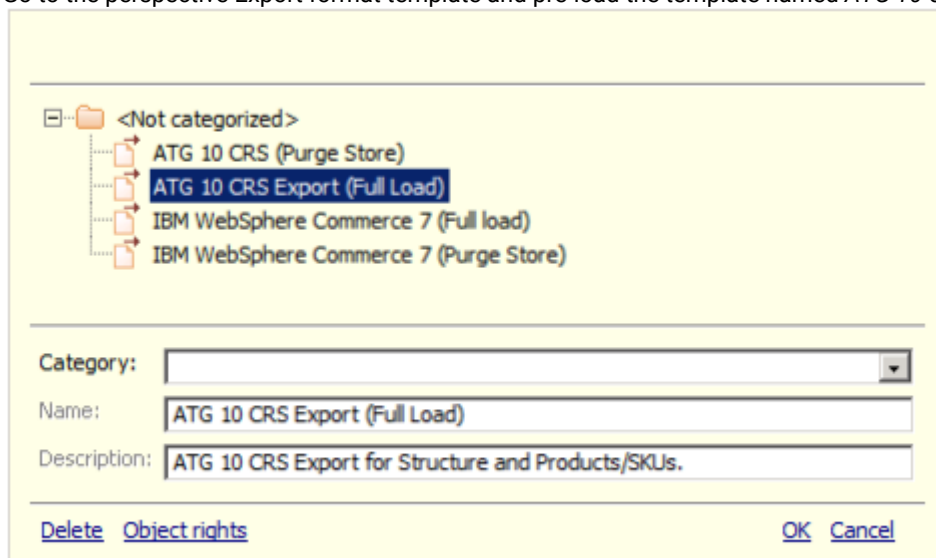 Go to the perspective Export format template and pre load the template named ATG 10
<Not categorized>
ATG 10 CRS (Purge Store)
ATG 10 CRS Export (Full Load)
IBM WebSphere Commerce 7 (Full load)
IBM WebSphere Commerce 7 (Purge Store)
Category:
Name: ATG 10 CRS Export (Full Load)
Description: ATG 10 CRS Export for Structure and Products/SKUs.
Delete Object rights OK Cancel